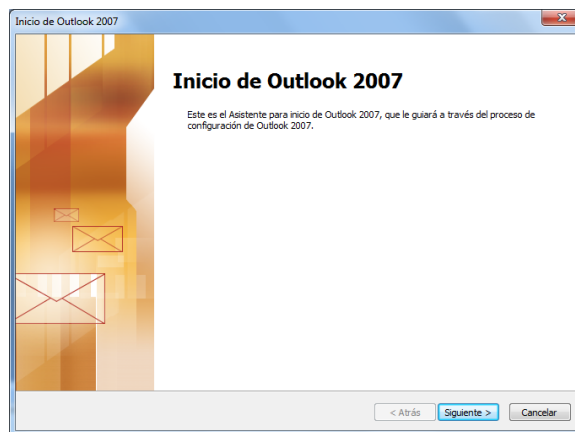 Inicio de Outlook 2007
Inicio de Outlook 2007
Este es el Asistente para inicio de Outlook 2007, que le guiará a través del proceso de
configuración de Outlook 2007.
< Atrás Siguiente > Cancelar